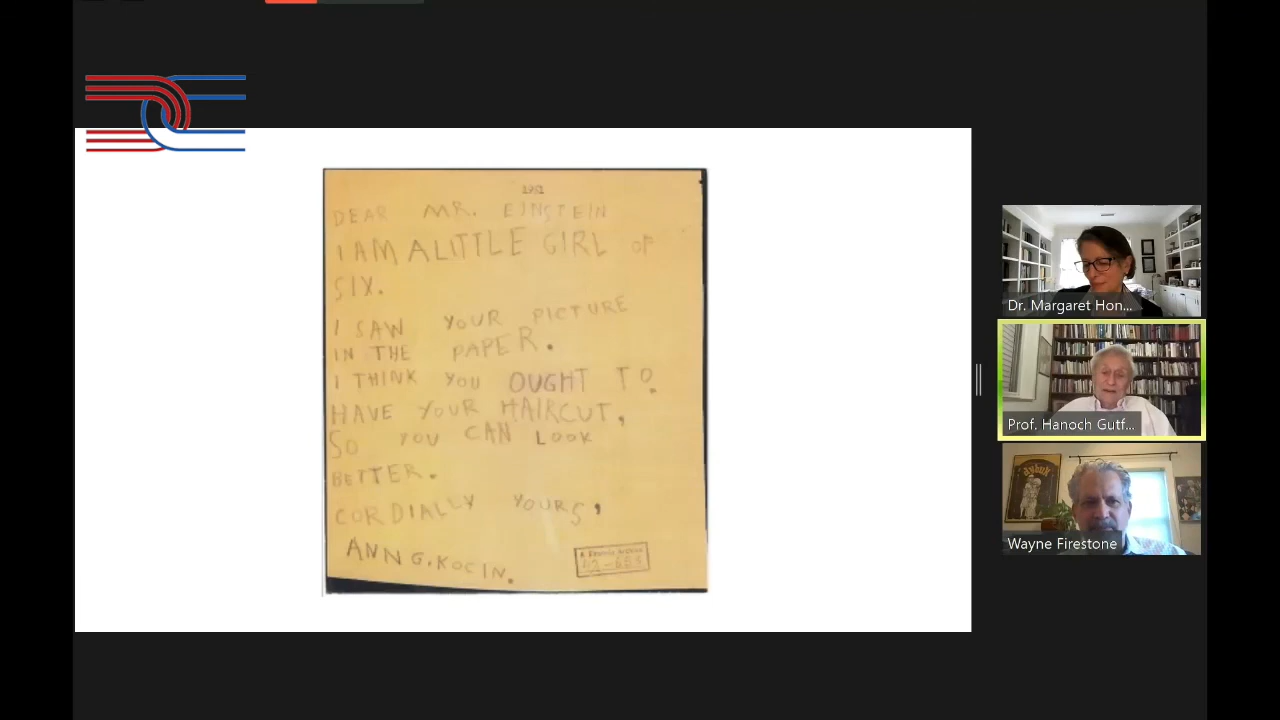 DEAR MR. EINSTEIN
I AM A LITTLE GIRL OF
SIX.
I SAW YOUR PICTURE
IN THE PAPER.
I THINK YOU OUGHT TO
HAVE YOUR HAIRCUT,
SO YOU CAN LOOK
BETTER.
CORDIALLY YOURS,
ANN G. KOCIN.
Dr. Margaret Hon...
Prof. Hanoch Gutf...
Wayne Firestone